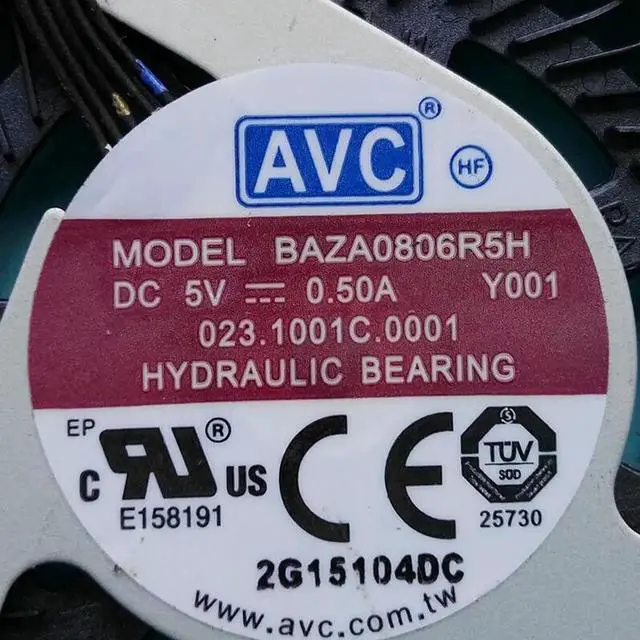 AVC ®
HF
MODEL BAZA0806R5H
DC 5V ⎓ 0.50A Y001
023.1001C.0001
HYDRAULIC BEARING
EP
C RU ® US CE TÜV
SÜD
E158191 25730
2G15104DC
www.avc.com.tw